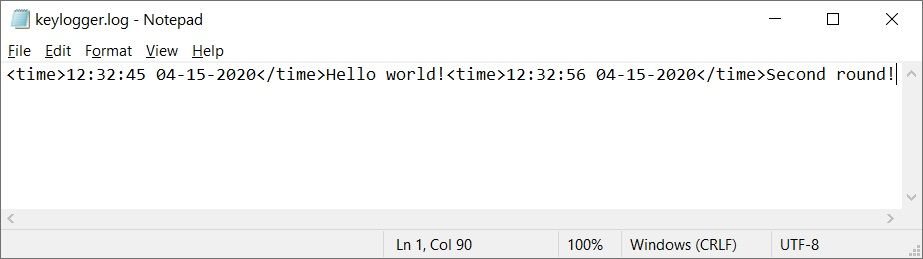 keylogger.log - Notepad
File Edit Format View Help
<time>12:32:45 04-15-2020</time>Hello world!<time>12:32:56 04-15-2020</time>Second round!
Ln 1, Col 90 100% Windows (CRLF) UTF-8